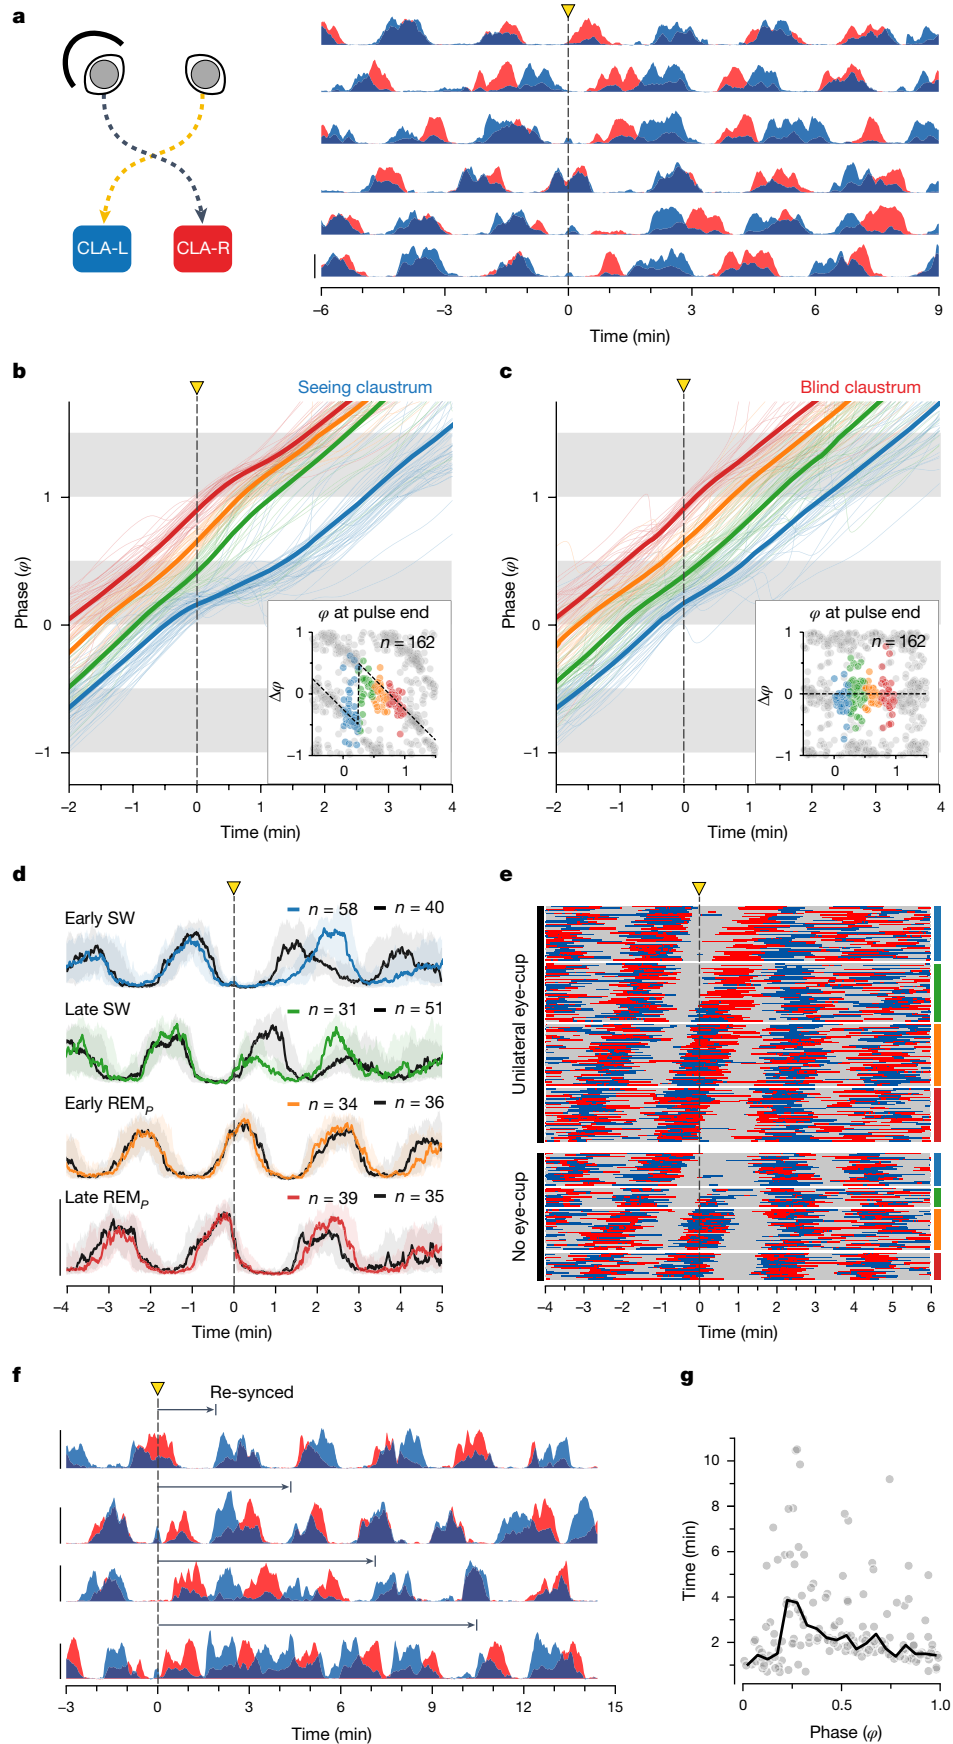 a
CLA-L
CLA-R
−6 −3 0 3 6 9
Time (min)
b
Seeing claustrum
Phase (φ)
1
0
−1
φ at pulse end
n = 162
Δφ
1
0
−1
0 1
−2 −1 0 1 2 3 4
Time (min)
c
Blind claustrum
Phase (φ)
1
0
−1
φ at pulse end
n = 162
Δφ
1
0
−1
0 1
−2 −1 0 1 2 3 4
Time (min)
d
Early SW
n = 58 n = 40
Late SW
n = 31 n = 51
Early REMP
n = 34 n = 36
Late REMP
n = 39 n = 35
−4 −3 −2 −1 0 1 2 3 4 5
Time (min)
e
Unilateral eye-cup
No eye-cup
−4 −3 −2 −1 0 1 2 3 4 5 6
Time (min)
f
Re-synced
−3 0 3 6 9 12 15
Time (min)
g
Time (min)
10
8
6
4
2
0 0.5 1.0
Phase (φ)